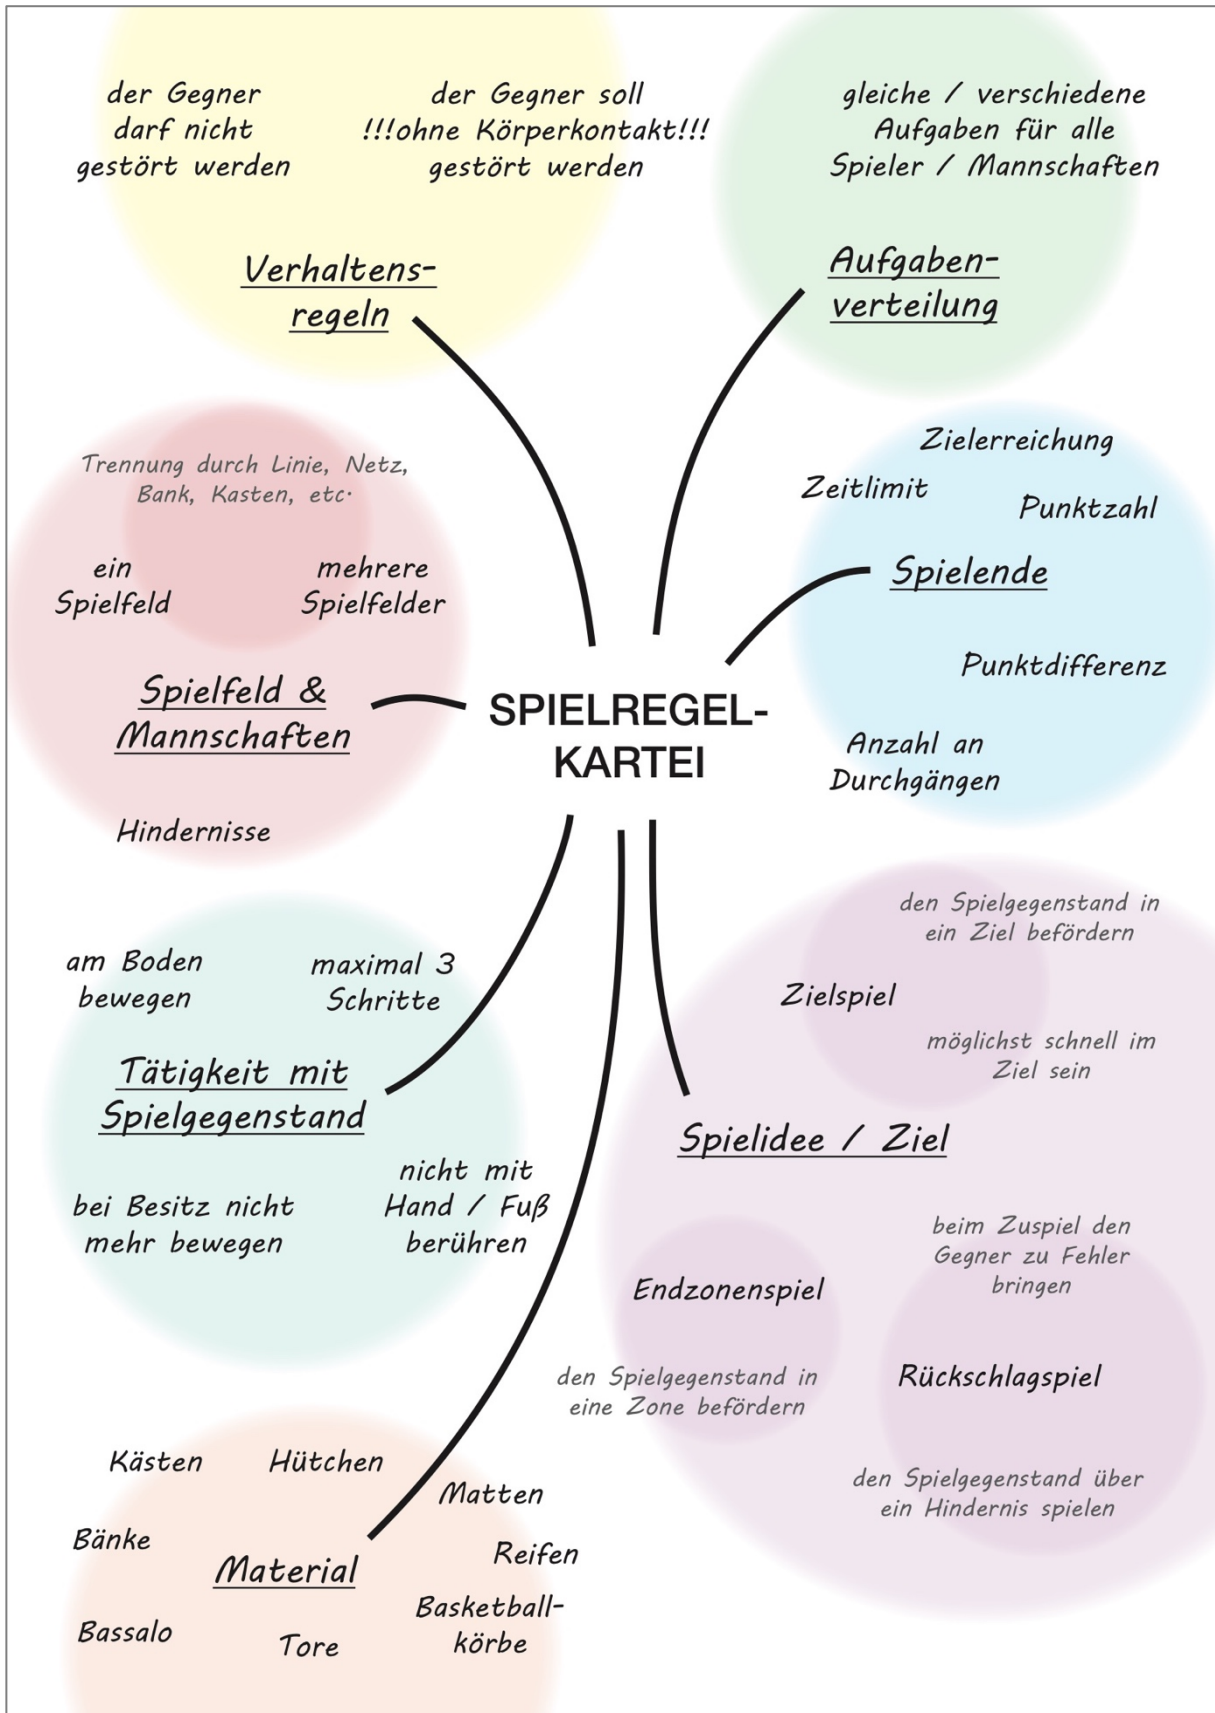 der Gegner
darf nicht
gestört werden
der Gegner soll
!!!ohne Körperkontakt!!!
gestört werden
Verhaltens-
regeln
gleiche / verschiedene
Aufgaben für alle
Spieler / Mannschaften
Aufgaben-
verteilung
Trennung durch Linie, Netz,
Bank, Kasten, etc.
ein
Spielfeld
mehrere
Spielfelder
Spielfeld &
Mannschaften
Hindernisse
Zielerreichung
Zeitlimit
Punktzahl
Spielende
Punktdifferenz
Anzahl an
Durchgängen
SPIELREGEL-
KARTEI
am Boden
bewegen
maximal 3
Schritte
Tätigkeit mit
Spielgegenstand
bei Besitz nicht
mehr bewegen
nicht mit
Hand / Fuß
berühren
den Spielgegenstand in
ein Ziel befördern
Zielspiel
möglichst schnell im
Ziel sein
Spielidee / Ziel
Endzonenspiel
den Spielgegenstand in
eine Zone befördern
beim Zuspiel den
Gegner zu Fehler
bringen
Rückschlagspiel
den Spielgegenstand über
ein Hindernis spielen
Kästen
Hütchen
Matten
Bänke
Reifen
Material
Basketball-
körbe
Bassalo
Tore